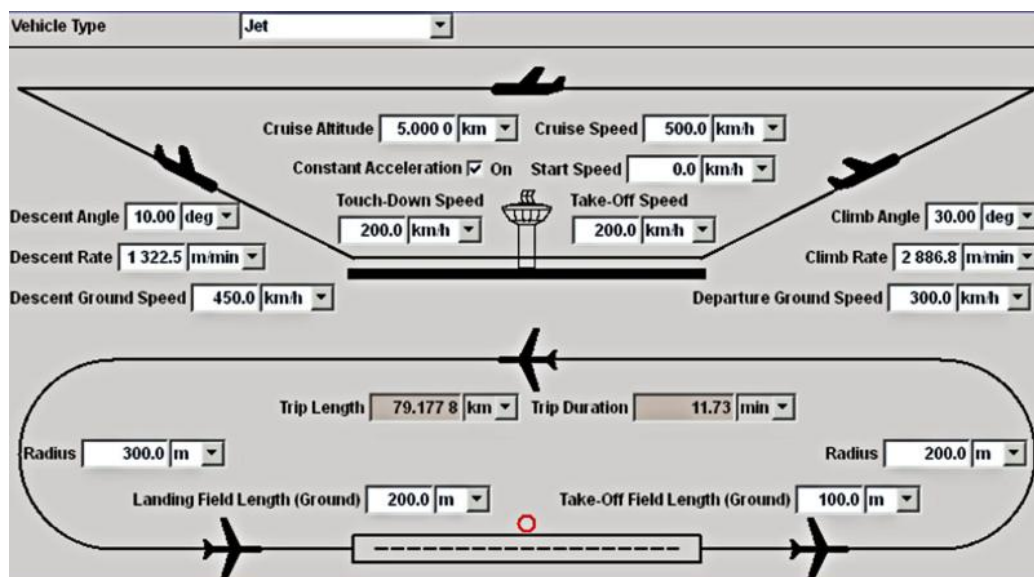 Vehicle Type Jet
Cruise Altitude 5.000 0 km Cruise Speed 500.0 km/h
Constant Acceleration On Start Speed 0.0 km/h
Touch-Down Speed Take-Off Speed
Descent Angle 10.00 deg 200.0 km/h 200.0 km/h Climb Angle 30.00 deg
Descent Rate 1 322.5 m/min Climb Rate 2 886.8 m/min
Descent Ground Speed 450.0 km/h Departure Ground Speed 300.0 km/h
Trip Length 79.177 8 km Trip Duration 11.73 min
Radius 300.0 m Radius 200.0 m
Landing Field Length (Ground) 200.0 m Take-Off Field Length (Ground) 100.0 m